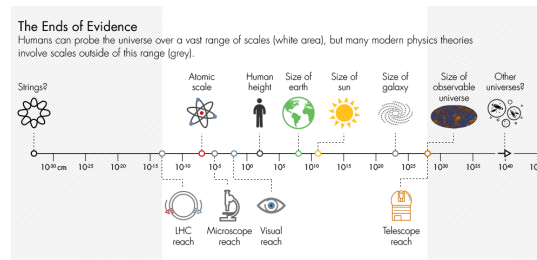 The Ends of Evidence
Humans can probe the universe over a vast range of scales (white area), but many modern physics theories
involve scales outside of this range (grey).
Strings?
Atomic
scale
Human
height
Size of
earth
Size of
sun
Size of
galaxy
Size of
observable
universe
Other
universes?
10-30 cm 10-25 10-20 10-15 10-10 10-5 100 105 1010 1015 1020 1025 1030 1035 1040 10
LHC
reach
Microscope
reach
Visual
reach
Telescope
reach